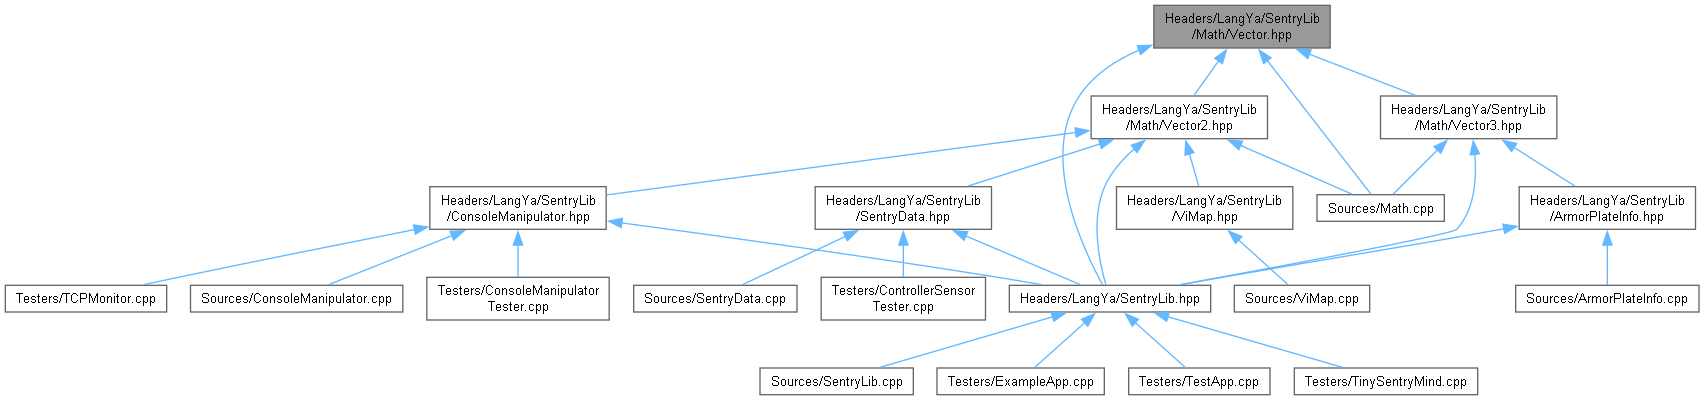 Headers/LangYa/SentryLib
/Math/Vector.hpp
Headers/LangYa/SentryLib
/Math/Vector2.hpp
Headers/LangYa/SentryLib
/Math/Vector3.hpp
Headers/LangYa/SentryLib
/ConsoleManipulator.hpp
Headers/LangYa/SentryLib
/SentryData.hpp
Headers/LangYa/SentryLib
/ViMap.hpp
Sources/Math.cpp
Headers/LangYa/SentryLib
/ArmorPlateInfo.hpp
Testers/TCPMonitor.cpp
Sources/ConsoleManipulator.cpp
Testers/ConsoleManipulator
Tester.cpp
Sources/SentryData.cpp
Testers/ControllerSensor
Tester.cpp
Headers/LangYa/SentryLib.hpp
Sources/ViMap.cpp
Sources/ArmorPlateInfo.cpp
Sources/SentryLib.cpp
Testers/ExampleApp.cpp
Testers/TestApp.cpp
Testers/TinySentryMind.cpp